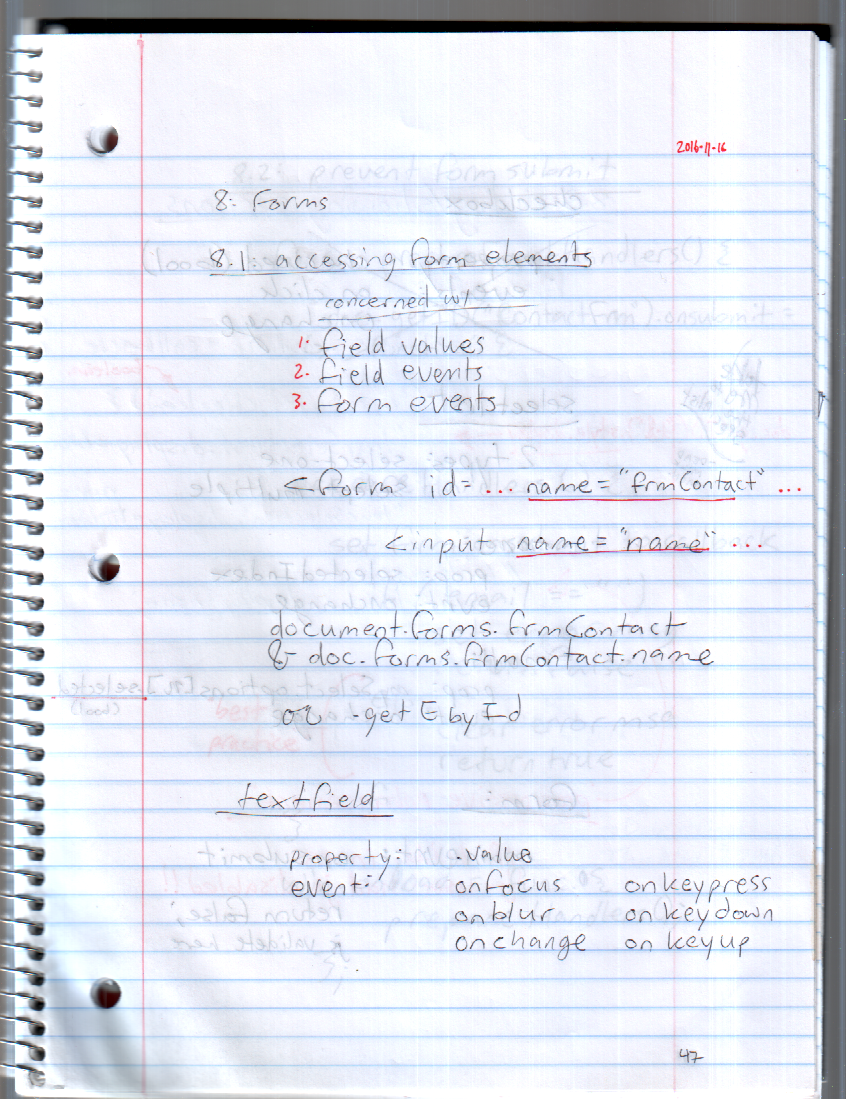 2016-11-16
8: Forms
8.1: accessing form elements
concerned w/
1. field values
2. field events
3. form events
<form id= ... name="frmContact" ...
<input name="name" ...
document.forms.frmContact
& doc.forms.frmContact.name
or - get E by Id
textfield
property: .value
event: onfocus onkeypress
onblur onkeydown
onchange onkeyup
47